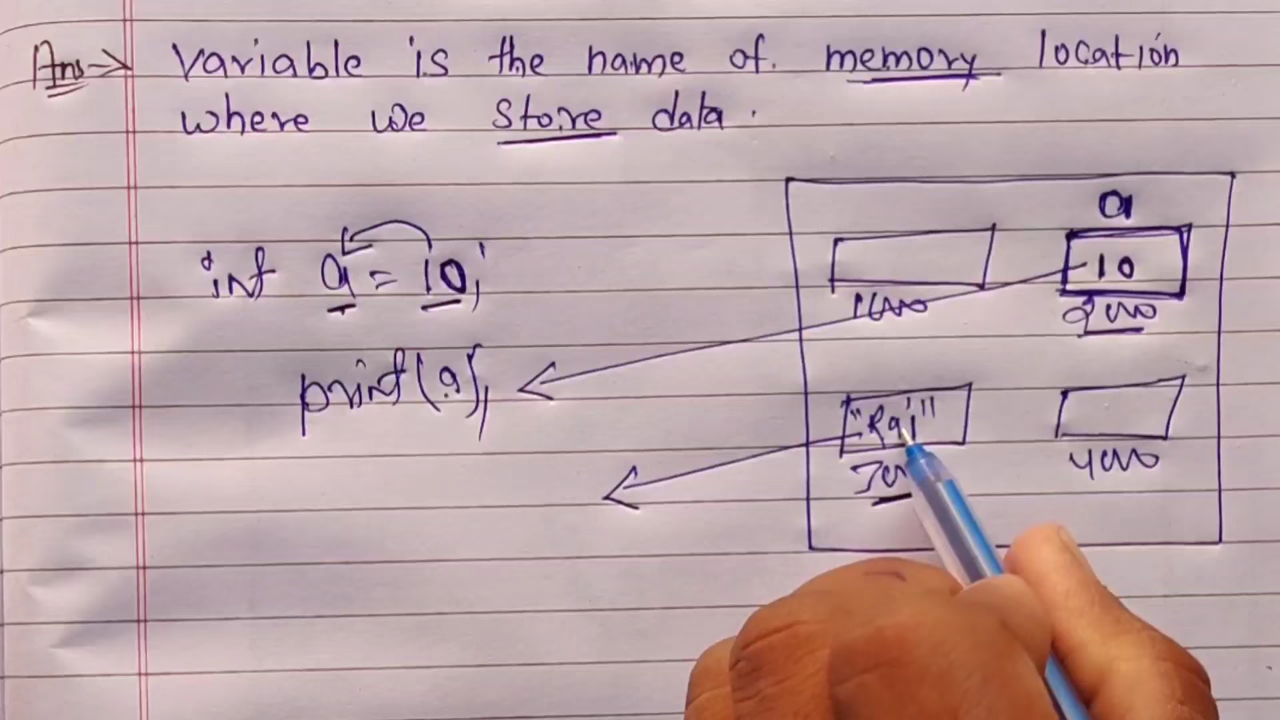 Ans→ Variable is the name of memory location
where we store data.
a
int a = 10;
10
1000
2000
print(a);
"Raj"
4000